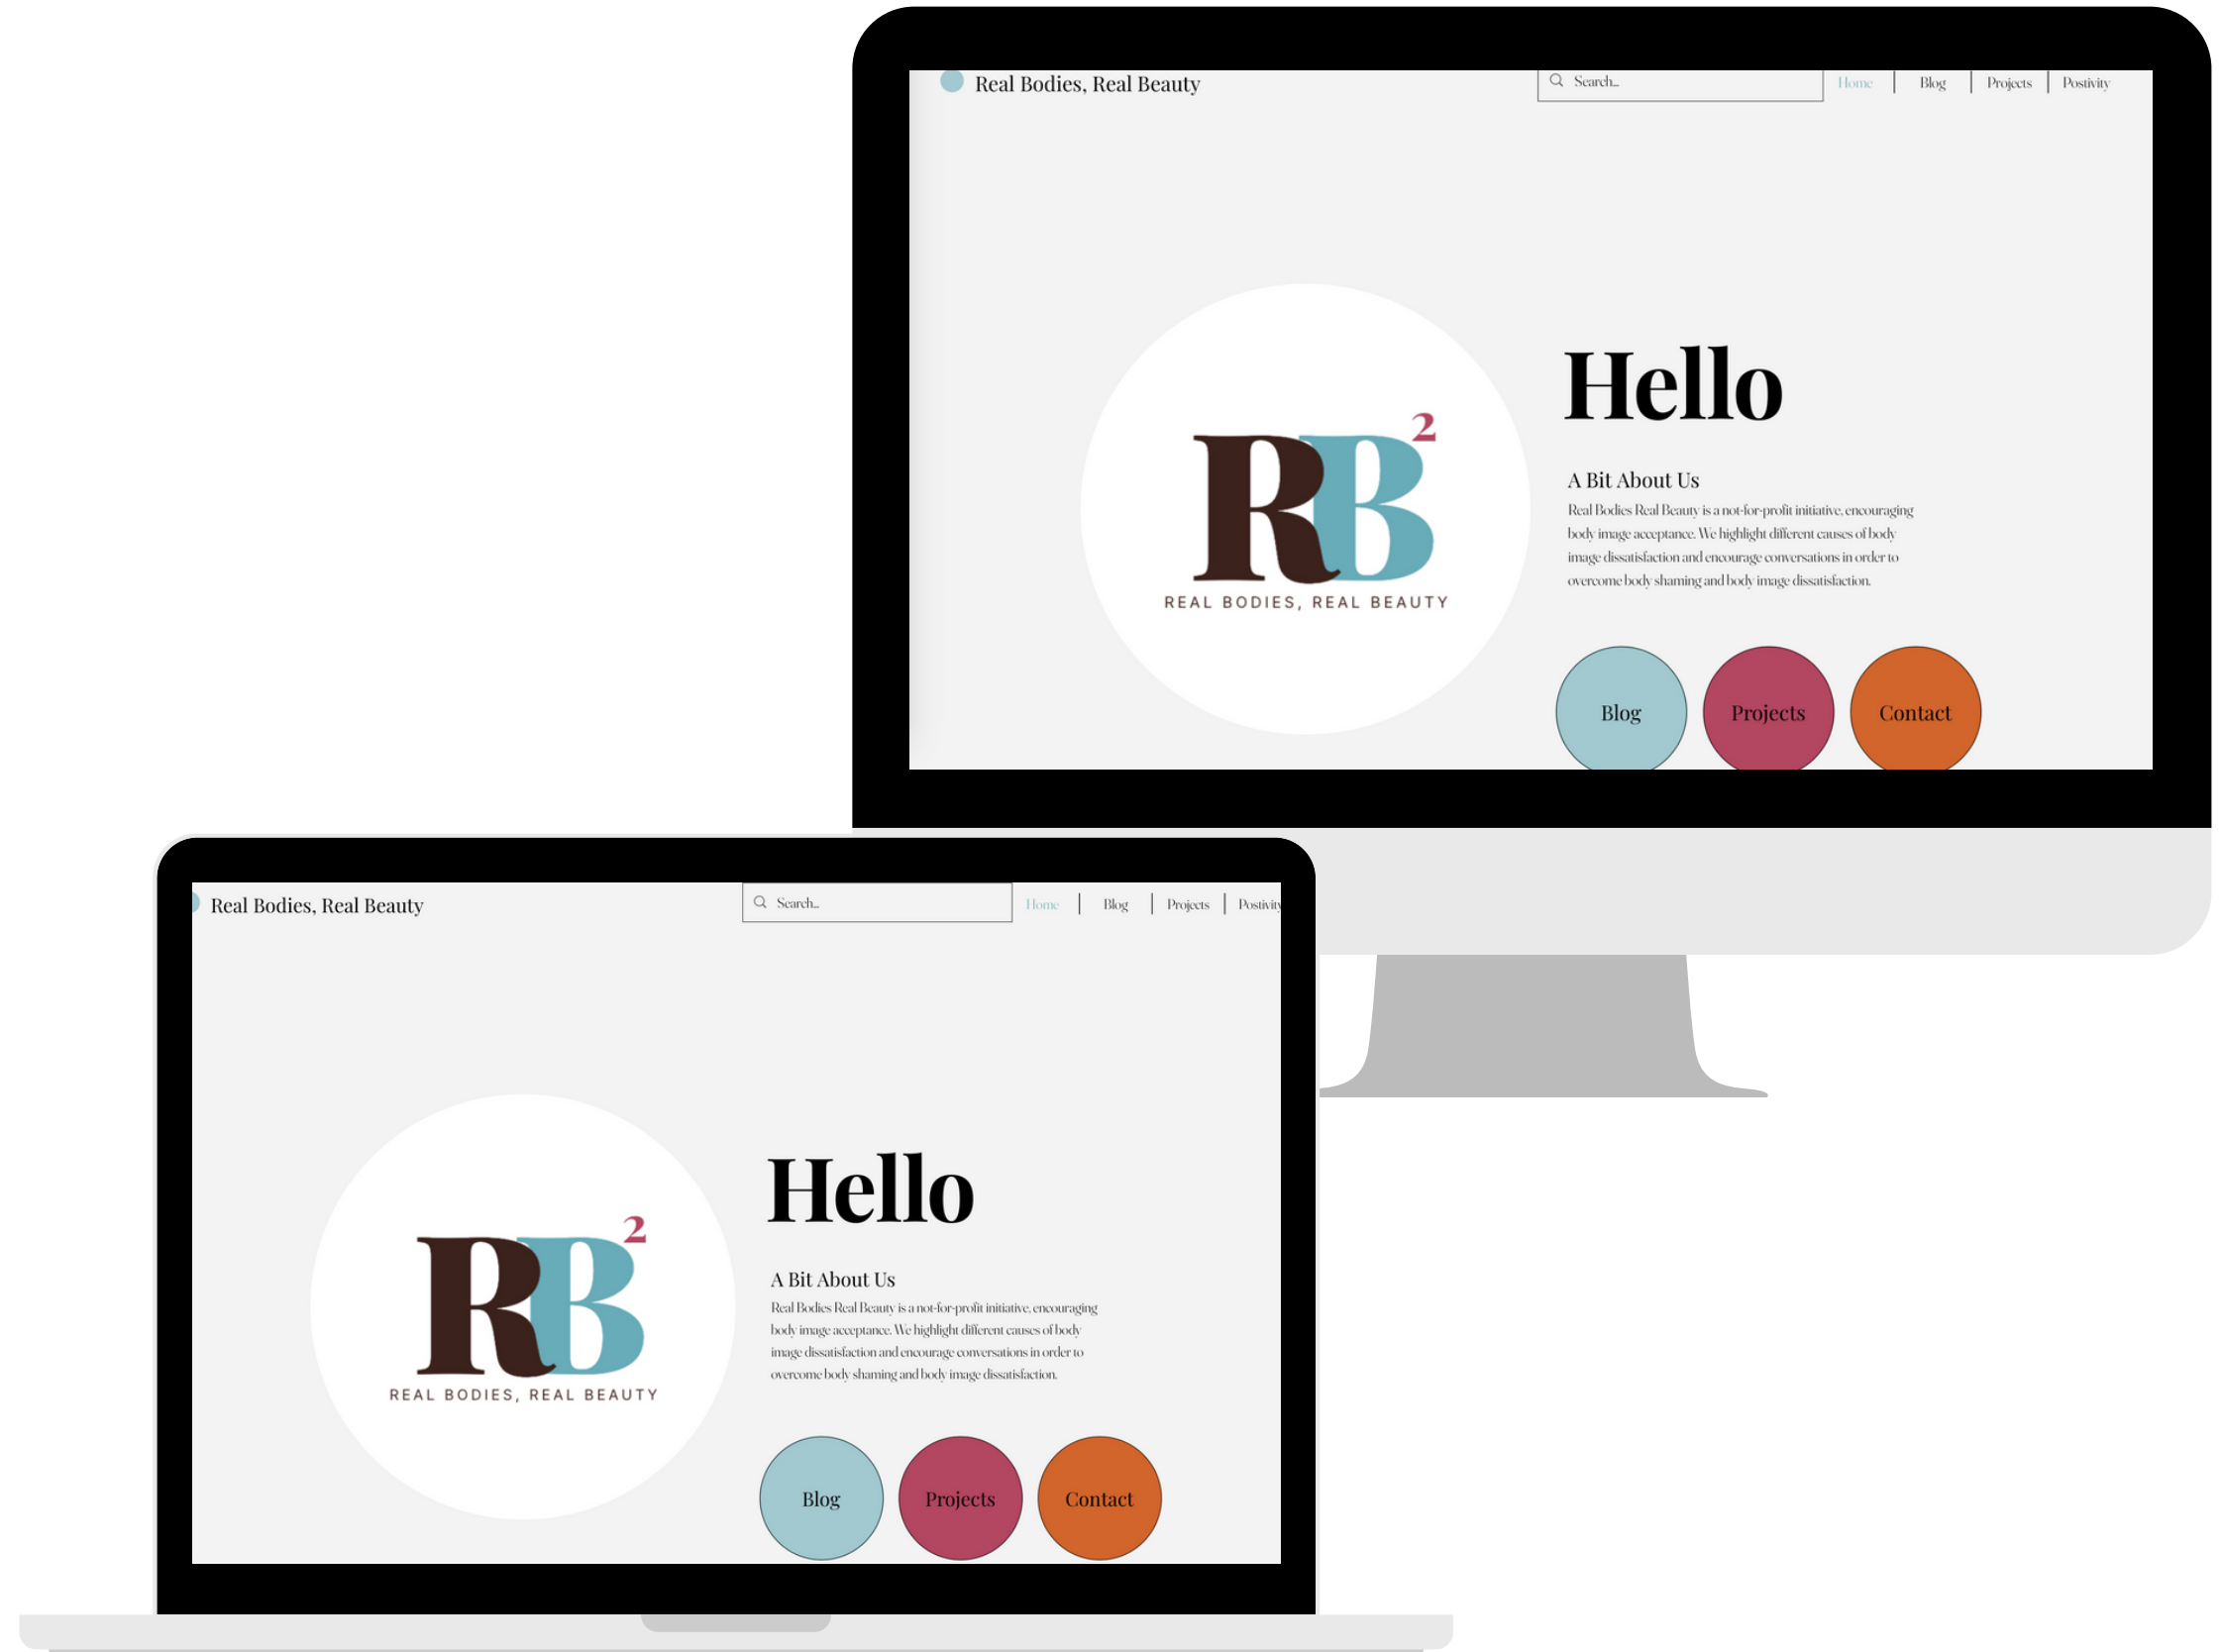 Real Bodies, Real Beauty
Search...
Home
Blog
Projects
Postivity
Hello
RB²
REAL BODIES, REAL BEAUTY
A Bit About Us
Real Bodies Real Beauty is a not-for-profit initiative, encouraging
body image acceptance. We highlight different causes of body
image dissatisfaction and encourage conversations in order to
overcome body shaming and body image dissatisfaction.
Blog
Projects
Contact
Real Bodies, Real Beauty
Search...
Home
Blog
Projects
Postivity
Hello
RB²
REAL BODIES, REAL BEAUTY
A Bit About Us
Real Bodies Real Beauty is a not-for-profit initiative, encouraging
body image acceptance. We highlight different causes of body
image dissatisfaction and encourage conversations in order to
overcome body shaming and body image dissatisfaction.
Blog
Projects
Contact